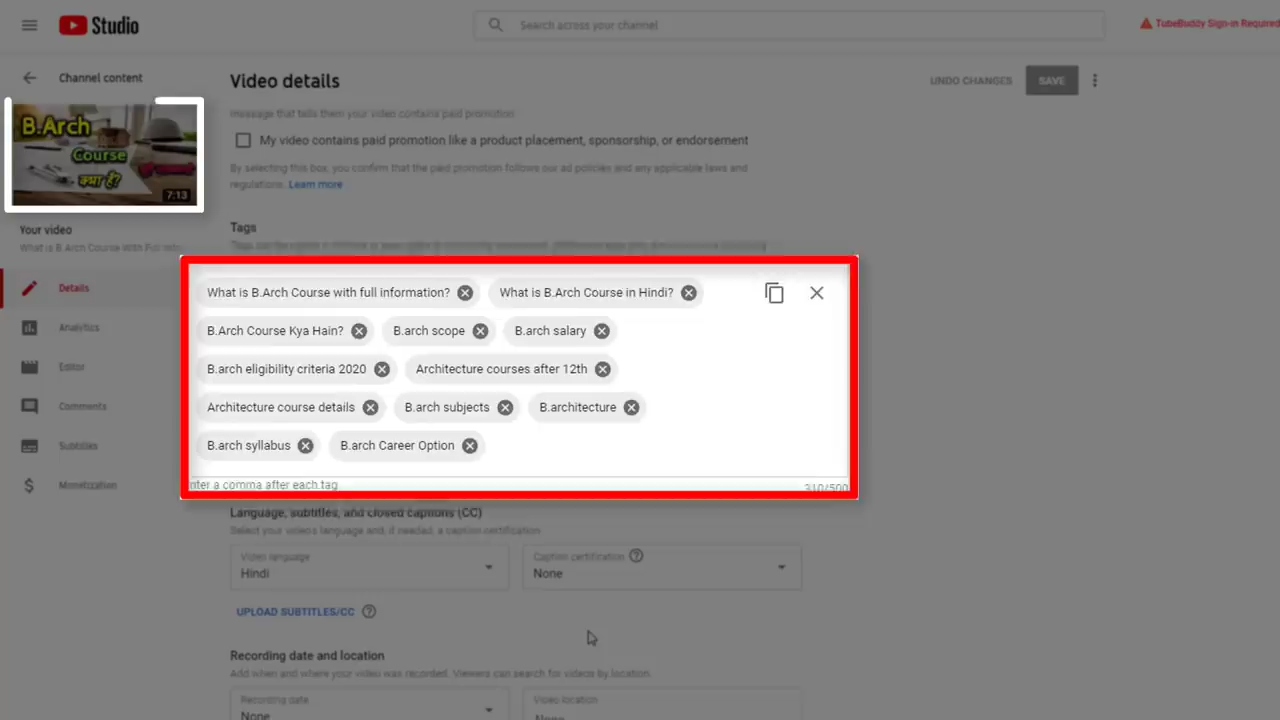 Studio
Search across your channel
TubeBuddy Sign-in Required
Channel content
Video details
UNDO CHANGES
SAVE
B.Arch
Course
क्या है?
7:13
message that tells them your video contains paid promotion
My video contains paid promotion like a product placement, sponsorship, or endorsement
By selecting this box, you confirm that the paid promotion follows our ad policies and any applicable laws and
regulations. Learn more
Your video
What is B.Arch Course With Full
Tags
Details
Analytics
Editor
Comments
Subtitles
Monetization
What is B.Arch Course with full information?
What is B.Arch Course in Hindi?
B.Arch Course Kya Hain?
B.arch scope
B.arch salary
B.arch eligibility criteria 2020
Architecture courses after 12th
Architecture course details
B.arch subjects
B.architecture
B.arch syllabus
B.arch Career Option
nter a comma after each tag
310/500
Language, subtitles, and closed captions (CC)
Select your video's language and, if needed, a caption certification
Video language
Hindi
Caption certification
None
UPLOAD SUBTITLES/CC
Recording date and location
Add when and where your video was recorded. Viewers can search for videos by location.
Recording date
None
Video location
None